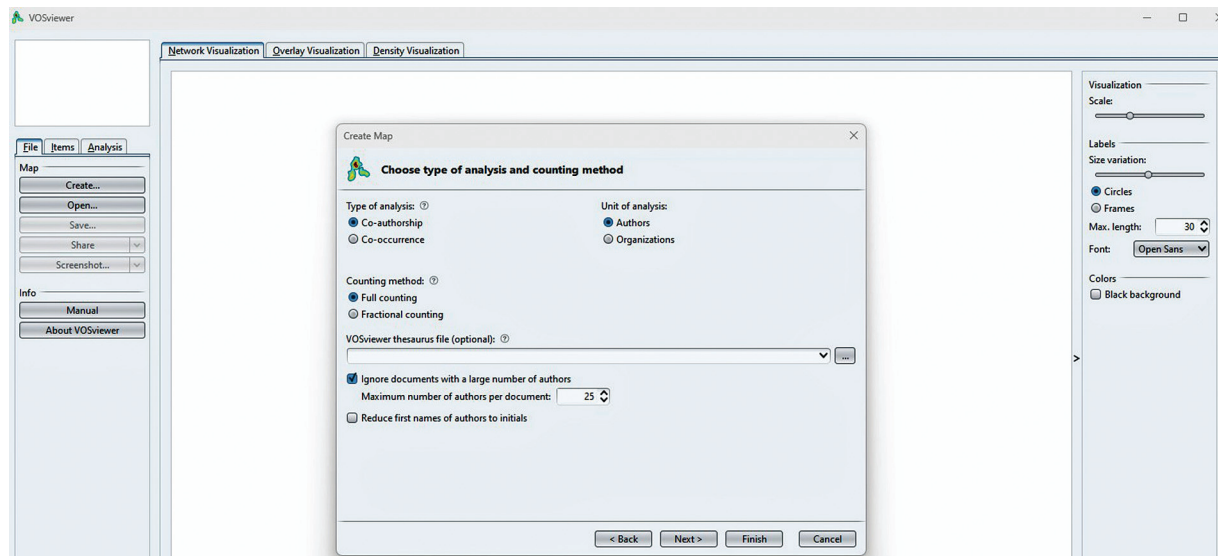 VOSviewer
Network Visualization Overlay Visualization Density Visualization
File Items Analysis
Map
Create...
Open...
Save...
Share
Screenshot...
Info
Manual
About VOSviewer
Create Map
Choose type of analysis and counting method
Type of analysis:
Co-authorship
Co-occurrence
Unit of analysis:
Authors
Organizations
Counting method:
Full counting
Fractional counting
VOSviewer thesaurus file (optional):
...
Ignore documents with a large number of authors
Maximum number of authors per document: 25
Reduce first names of authors to initials
< Back Next > Finish Cancel
Visualization
Scale:
Labels
Size variation:
Circles
Frames
Max. length: 30
Font: Open Sans
Colors
Black background